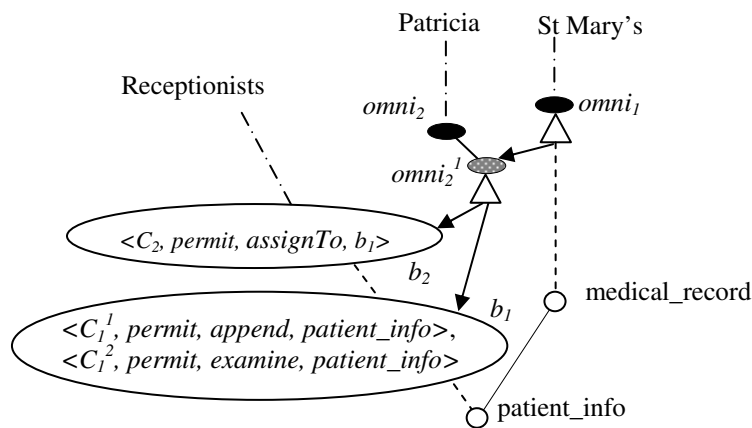 Patricia
St Mary's
Receptionists
omni₂
omni₁
omni₂¹
<C₂, permit, assignTo, b₁>
b₂
medical_record
b₁
<C₁¹, permit, append, patient_info>,
<C₁², permit, examine, patient_info>
patient_info